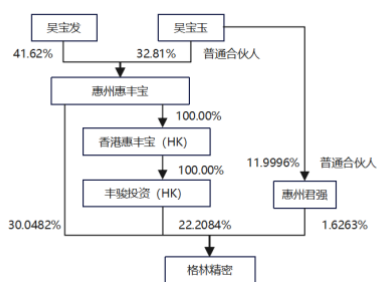 吴宝发 吴宝玉
41.62% 32.81% 普通合伙人
惠州惠丰宝
100.00%
香港惠丰宝（HK）
100.00%
11.9996% 普通合伙人
丰骏投资（HK） 惠州君强
30.0482% 22.2084% 1.6263%
格林精密